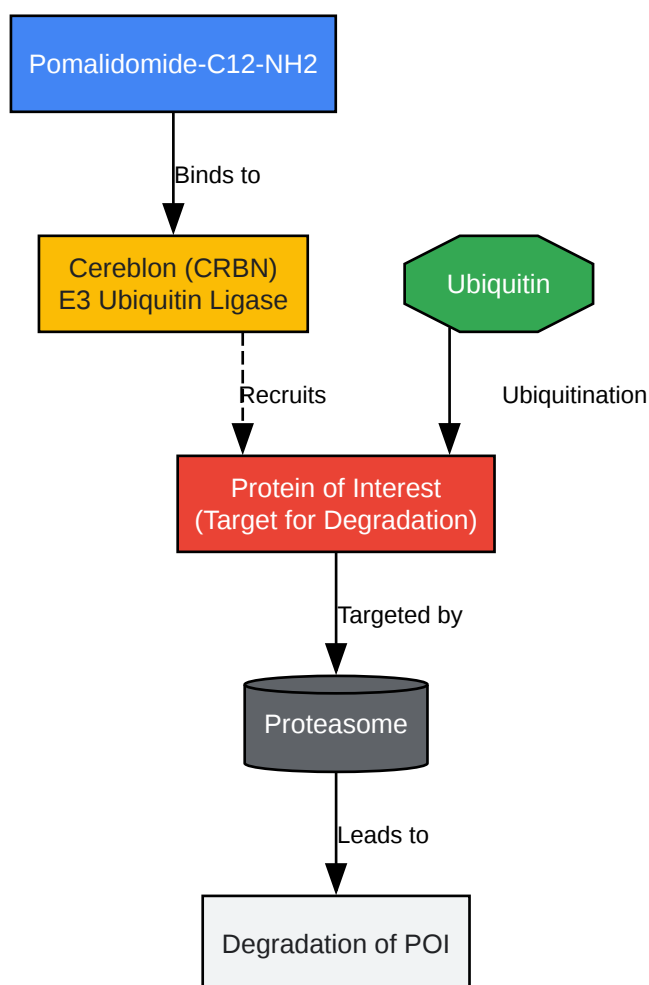 Pomalidomide-C12-NH2
Binds to
Cereblon (CRBN)
E3 Ubiquitin Ligase
Ubiquitin
Recruits
Ubiquitination
Protein of Interest
(Target for Degradation)
Targeted by
Proteasome
Leads to
Degradation of POI